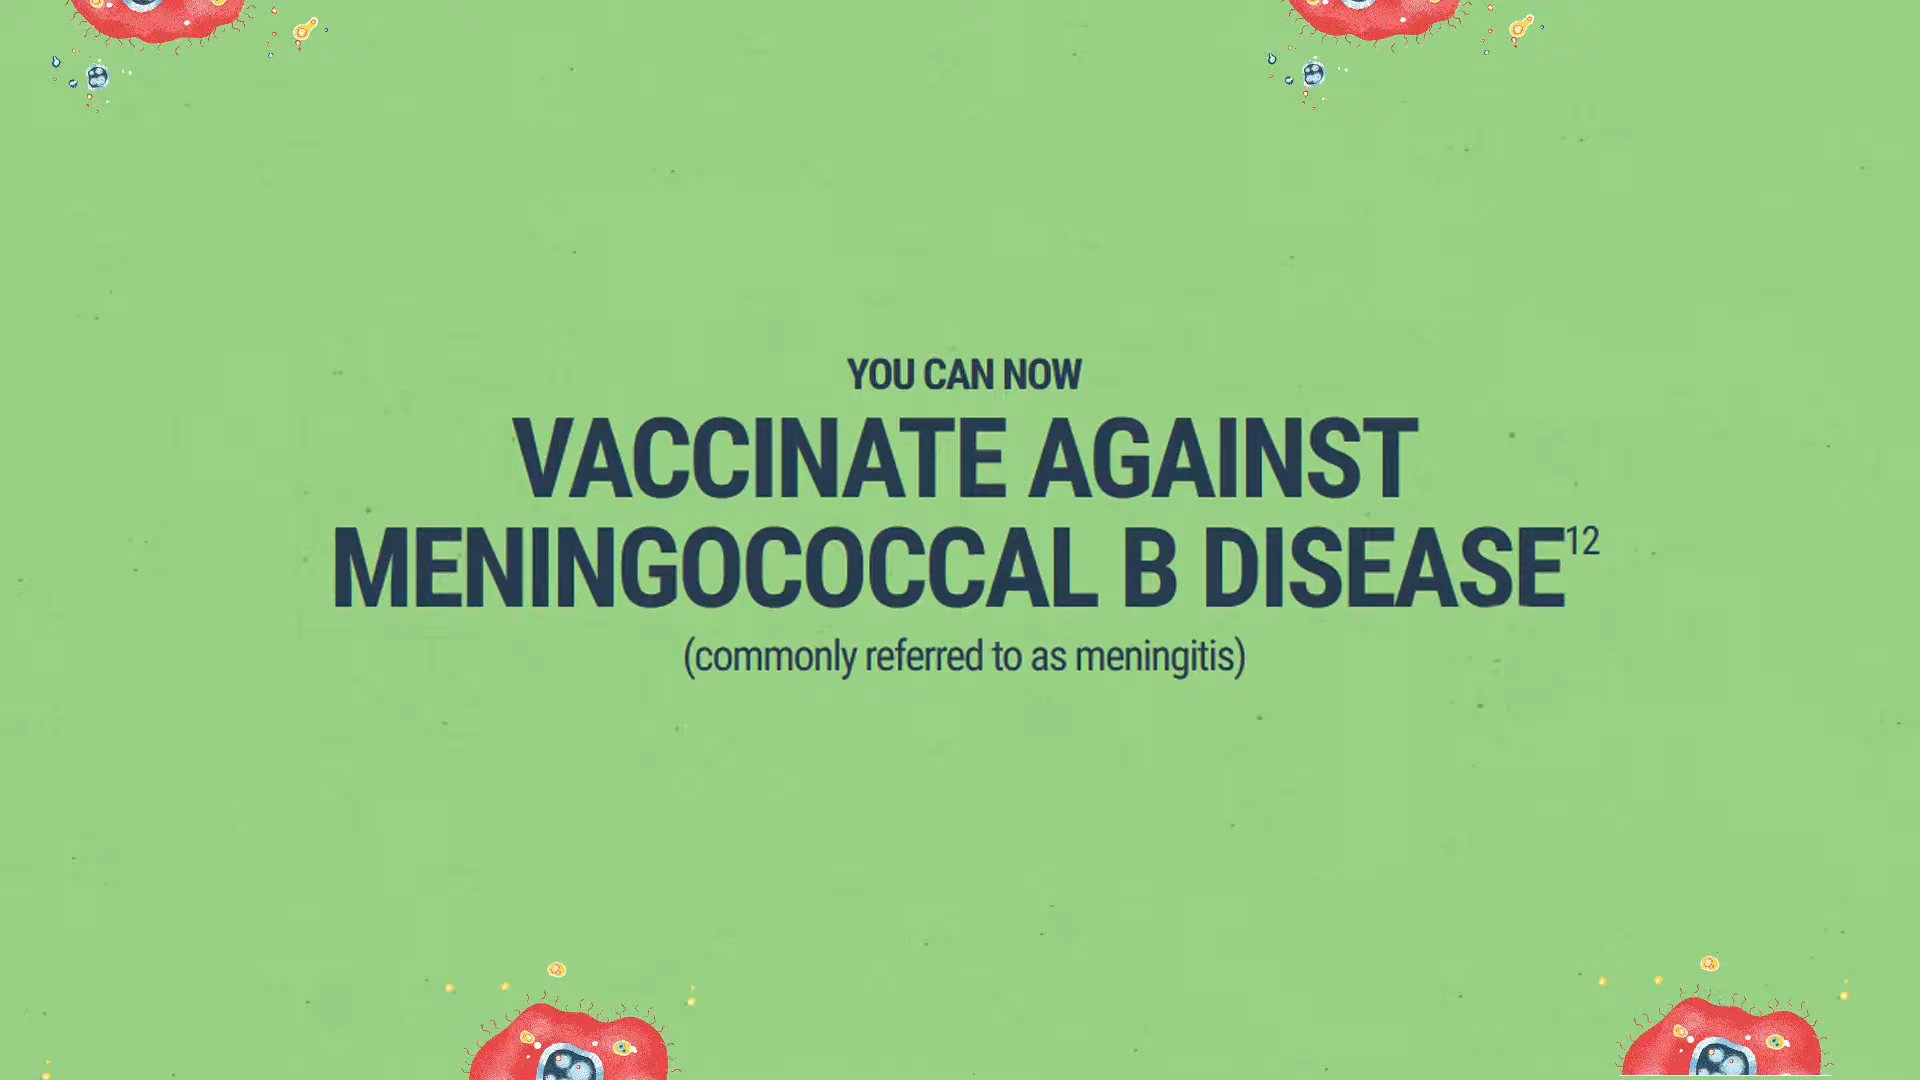 YOU CAN NOW
VACCINATE AGAINST
MENINGOCOCCAL B DISEASE12
(commonly referred to as meningitis)